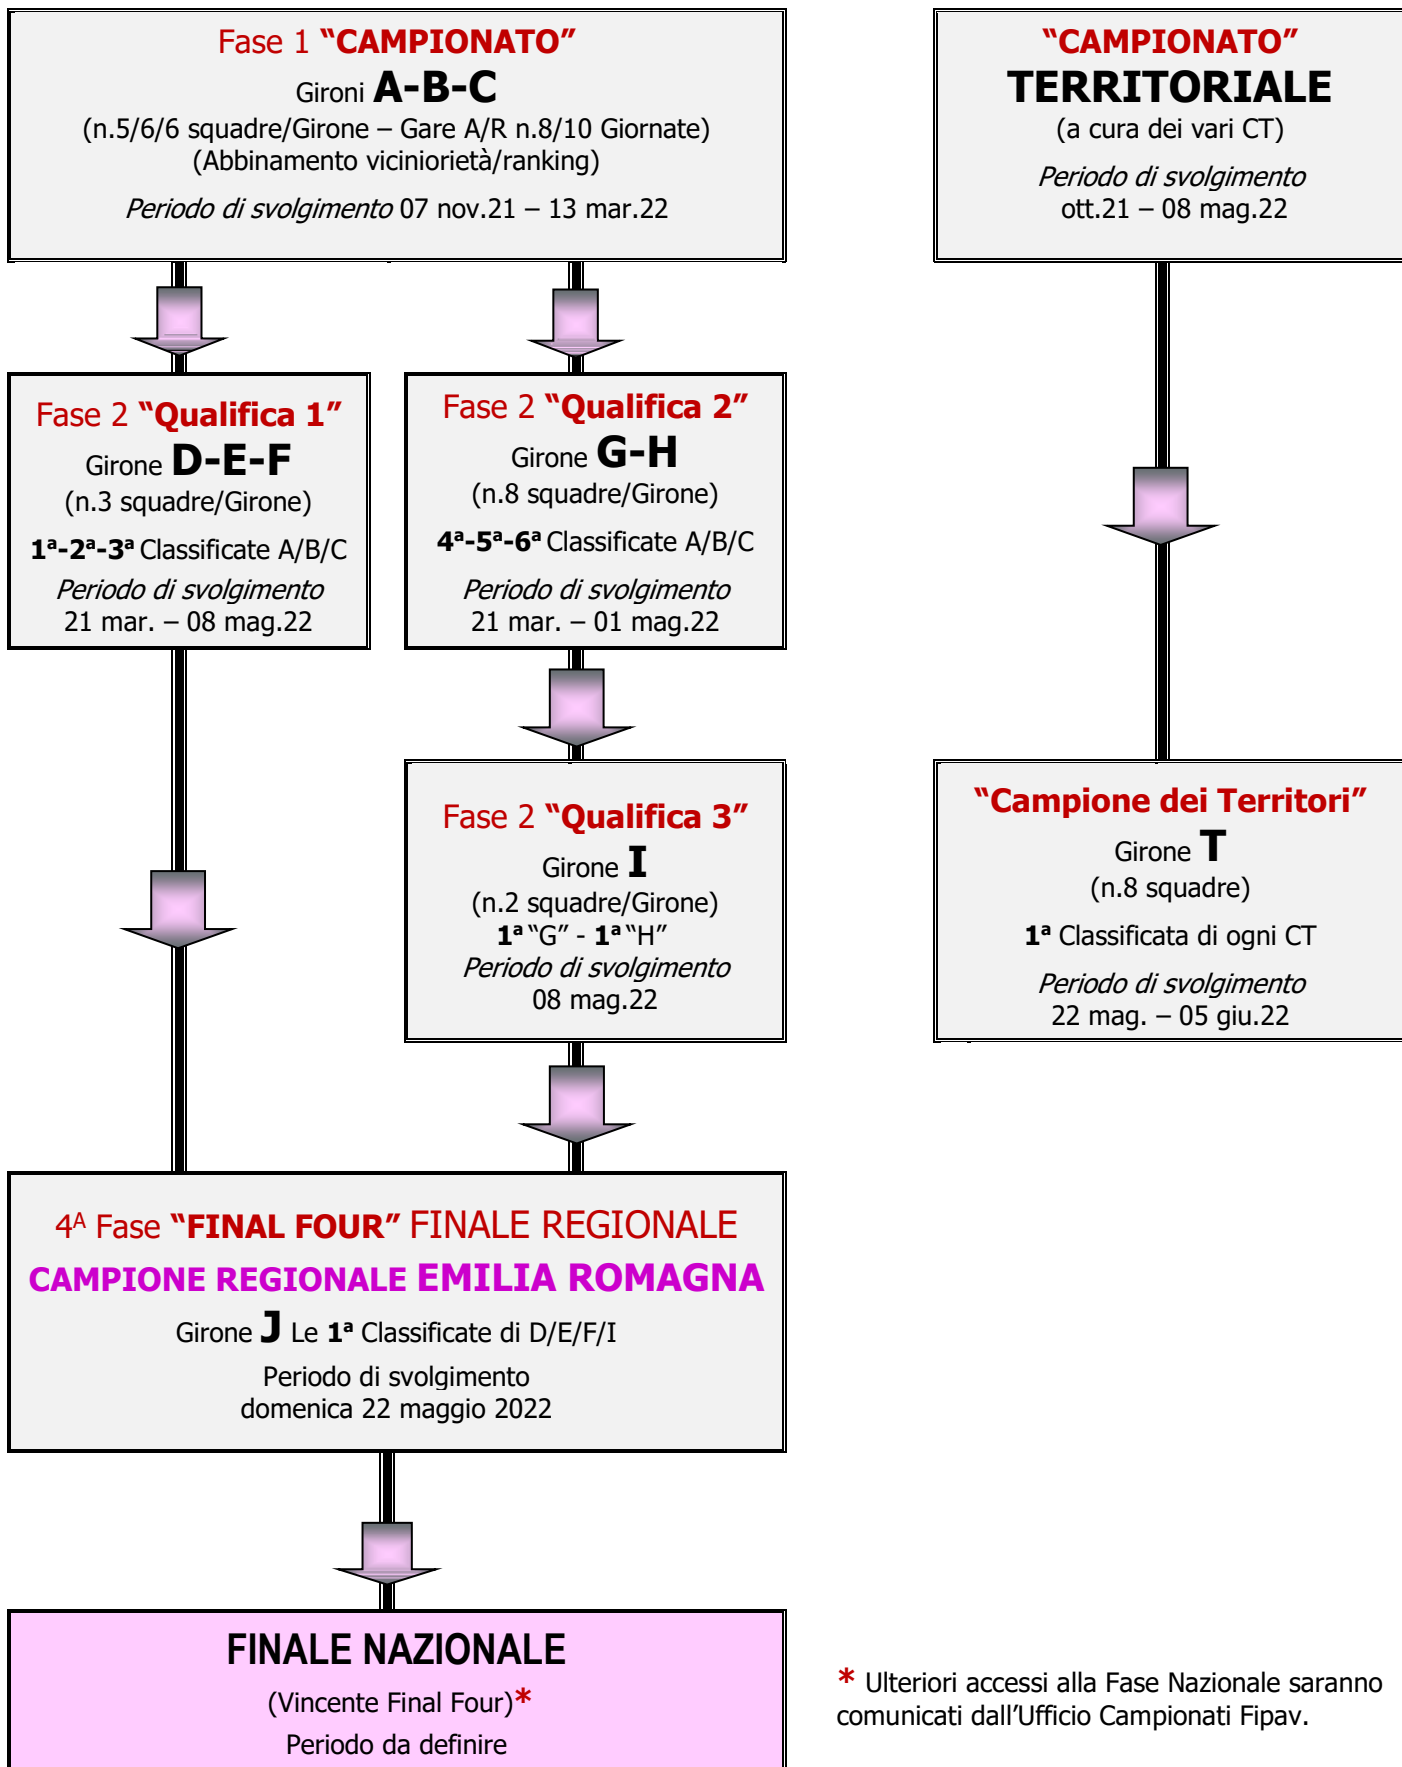 Fase 1 “CAMPIONATO”
Gironi A-B-C
(n.5/6/6 squadre/Girone – Gare A/R n.8/10 Giornate)
(Abbinamento viciniorietà/ranking)
Periodo di svolgimento 07 nov.21 – 13 mar.22
“CAMPIONATO”
TERRITORIALE
(a cura dei vari CT)
Periodo di svolgimento
ott.21 – 08 mag.22
Fase 2 “Qualifica 1”
Girone D-E-F
(n.3 squadre/Girone)
1ª-2ª-3ª Classificate A/B/C
Periodo di svolgimento
21 mar. – 08 mag.22
Fase 2 “Qualifica 2”
Girone G-H
(n.8 squadre/Girone)
4ª-5ª-6ª Classificate A/B/C
Periodo di svolgimento
21 mar. – 01 mag.22
Fase 2 “Qualifica 3”
Girone I
(n.2 squadre/Girone)
1ª “G” - 1ª “H”
Periodo di svolgimento
08 mag.22
“Campione dei Territori”
Girone T
(n.8 squadre)
1ª Classificata di ogni CT
Periodo di svolgimento
22 mag. – 05 giu.22
4ᴬ Fase “FINAL FOUR” FINALE REGIONALE
CAMPIONE REGIONALE EMILIA ROMAGNA
Girone J Le 1ª Classificate di D/E/F/I
Periodo di svolgimento
domenica 22 maggio 2022
FINALE NAZIONALE
(Vincente Final Four)*
Periodo da definire
* Ulteriori accessi alla Fase Nazionale saranno
comunicati dall’Ufficio Campionati Fipav.